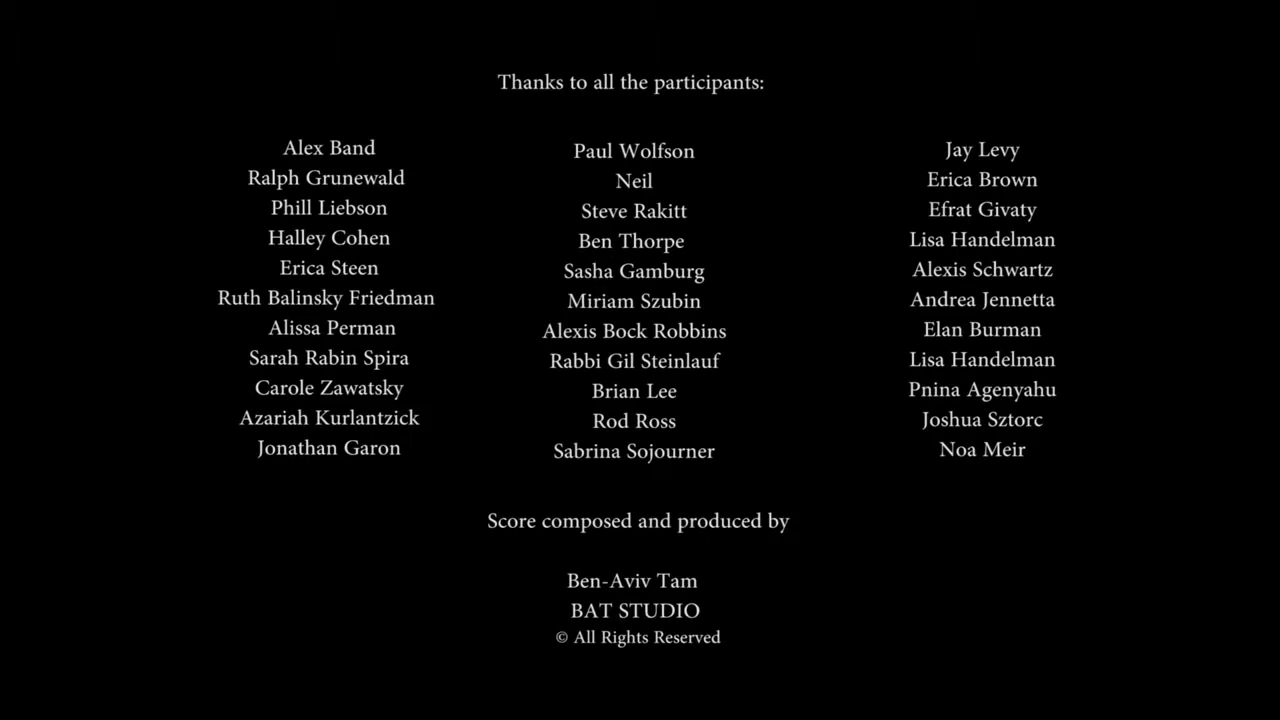 Thanks to all the participants:
Alex Band
Ralph Grunewald
Phill Liebson
Halley Cohen
Erica Steen
Ruth Balinsky Friedman
Alissa Perman
Sarah Rabin Spira
Carole Zawatsky
Azariah Kurlantzick
Jonathan Garon
Paul Wolfson
Neil
Steve Rakitt
Ben Thorpe
Sasha Gamburg
Miriam Szubin
Alexis Bock Robbins
Rabbi Gil Steinlauf
Brian Lee
Rod Ross
Sabrina Sojourner
Jay Levy
Erica Brown
Efrat Givaty
Lisa Handelman
Alexis Schwartz
Andrea Jennetta
Elan Burman
Lisa Handelman
Pnina Agenyahu
Joshua Sztorc
Noa Meir
Score composed and produced by
Ben-Aviv Tam
BAT STUDIO
© All Rights Reserved